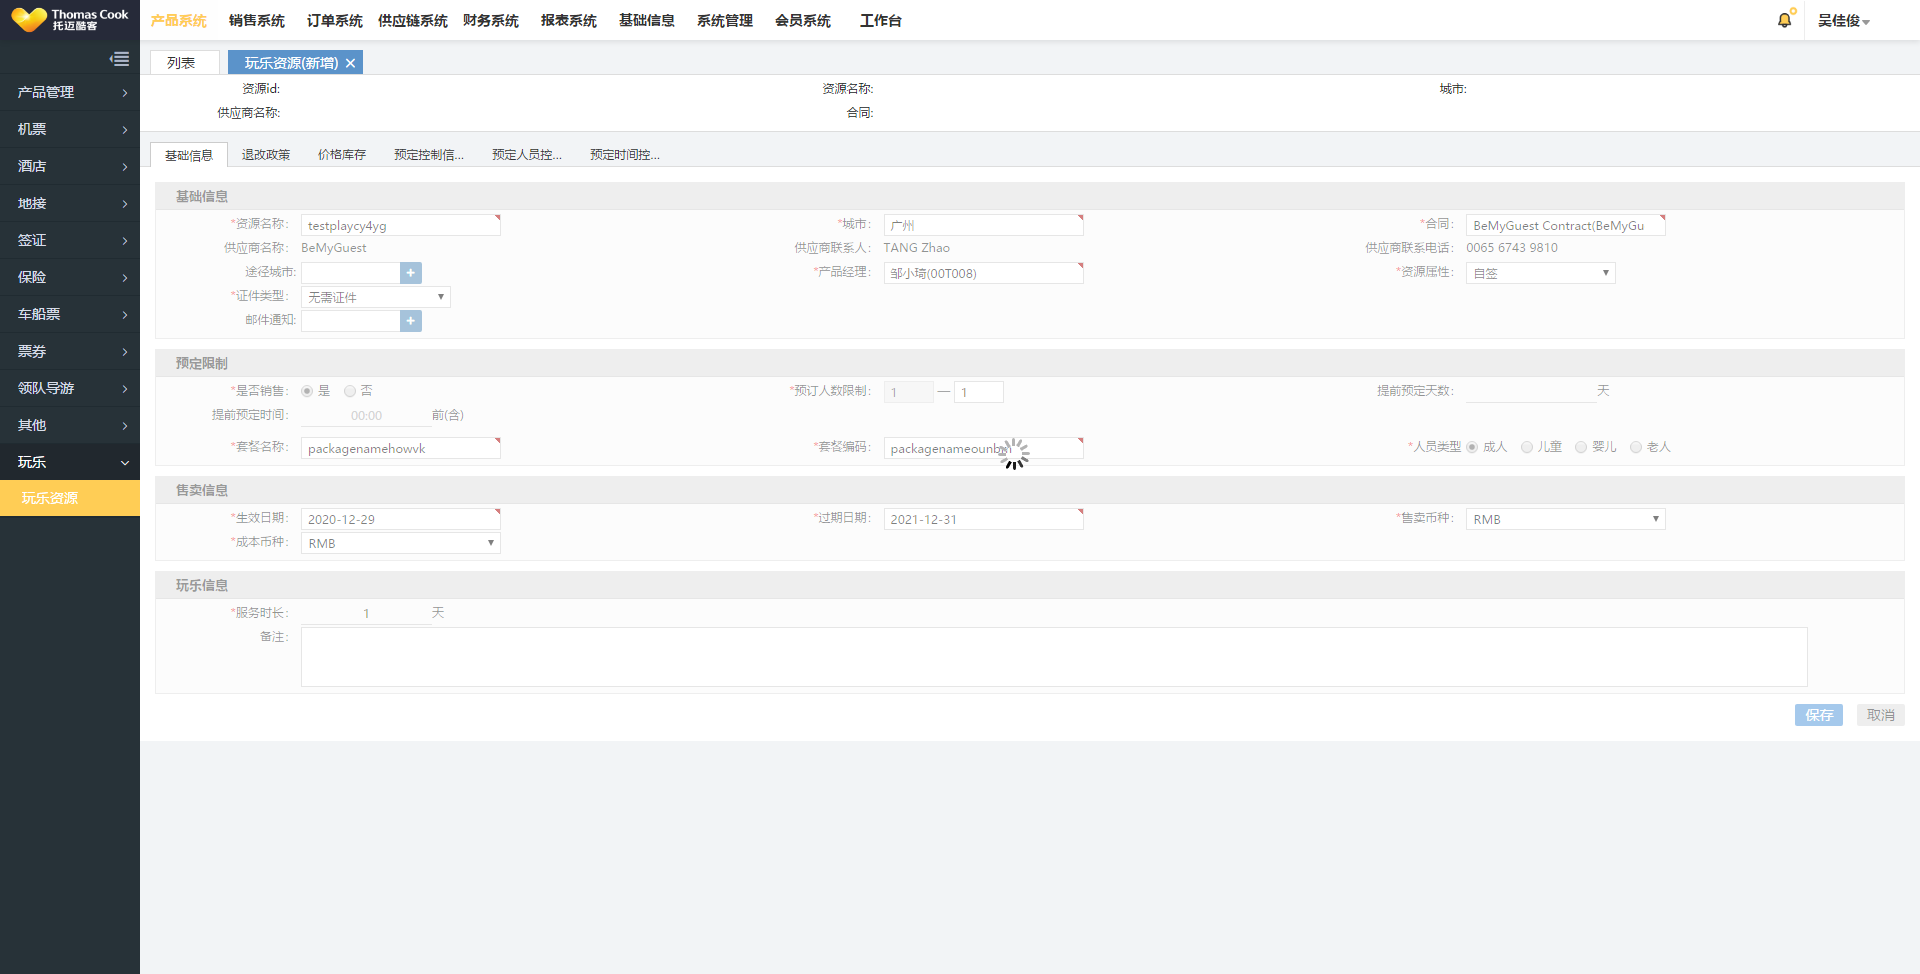 Thomas Cook
托迈酷客
产品系统 销售系统 订单系统 供应链系统 财务系统 报表系统 基础信息 系统管理 会员系统 工作台
吴佳俊
列表 玩乐资源(新增)
资源id: 资源名称: 城市:
供应商名称: 合同:
产品管理
机票
酒店
地接
签证
保险
车船票
票券
领队导游
其他
玩乐
玩乐资源
基础信息 退改政策 价格库存 预定控制信... 预定人员控... 预定时间控...
基础信息
*资源名称: testplaycy4yg *城市: 广州 *合同: BeMyGuest Contract(BeMyGu
供应商名称: BeMyGuest 供应商联系人: TANG Zhao 供应商联系电话: 0065 6743 9810
途径城市: + *产品经理: 邹小琦(00T008) *资源属性: 自签
*证件类型: 无需证件
邮件通知: +
预定限制
*是否销售: 是 否 *预订人数限制: 1 — 1 提前预定天数: 天
提前预定时间: 00:00 前(含)
*套餐名称: packagenamehowvk *套餐编码: *人员类型 成人 儿童 婴儿 老人
售卖信息
*生效日期: 2020-12-29 *过期日期: 2021-12-31 *售卖币种: RMB
*成本币种: RMB
玩乐信息
*服务时长: 1 天
备注:
保存 取消